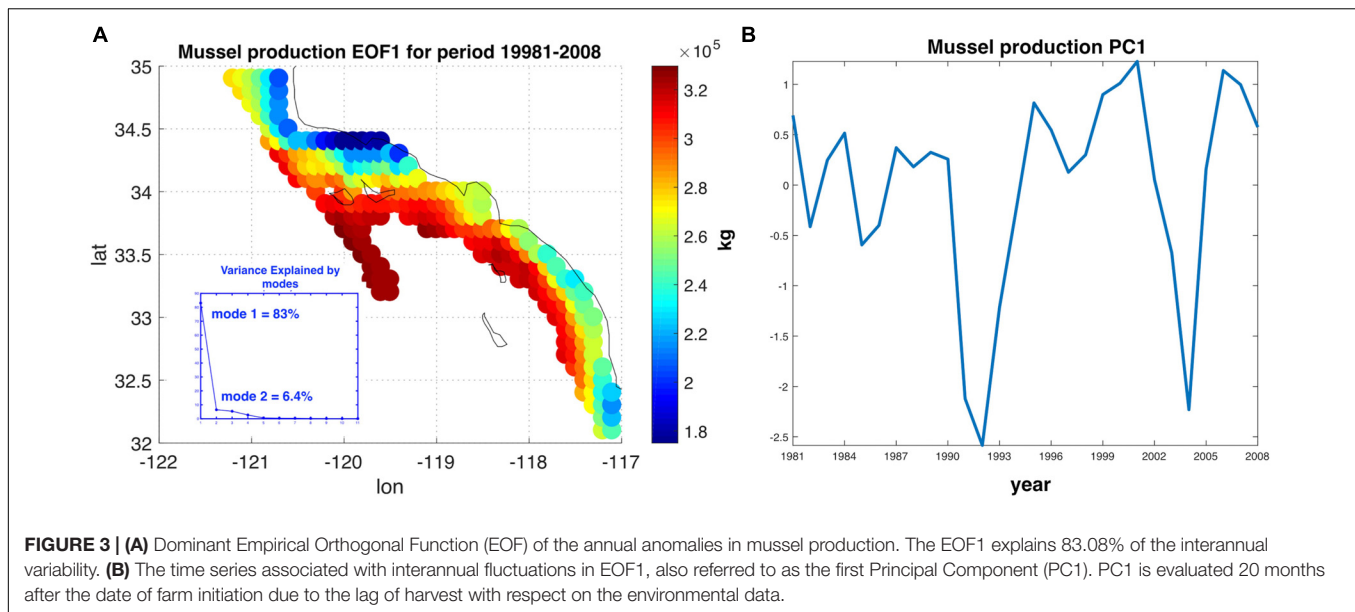 A
Mussel production EOF1 for period 19981-2008
×10^5
35
34.5
34
33.5
33
32.5
32
lat
-122
-121
-120
-119
-118
-117
lon
3.2
3
2.8
2.6
2.4
2.2
2
1.8
kg
Variance Explained by
modes
mode 1 = 83%
mode 2 = 6.4%
B
Mussel production PC1
1
0.5
0
-0.5
-1
-1.5
-2
-2.5
1981
1984
1987
1990
1993
1996
1999
2002
2005
2008
year
FIGURE 3 | (A) Dominant Empirical Orthogonal Function (EOF) of the annual anomalies in mussel production. The EOF1 explains 83.08% of the interannual
variability. (B) The time series associated with interannual fluctuations in EOF1, also referred to as the first Principal Component (PC1). PC1 is evaluated 20 months
after the date of farm initiation due to the lag of harvest with respect on the environmental data.